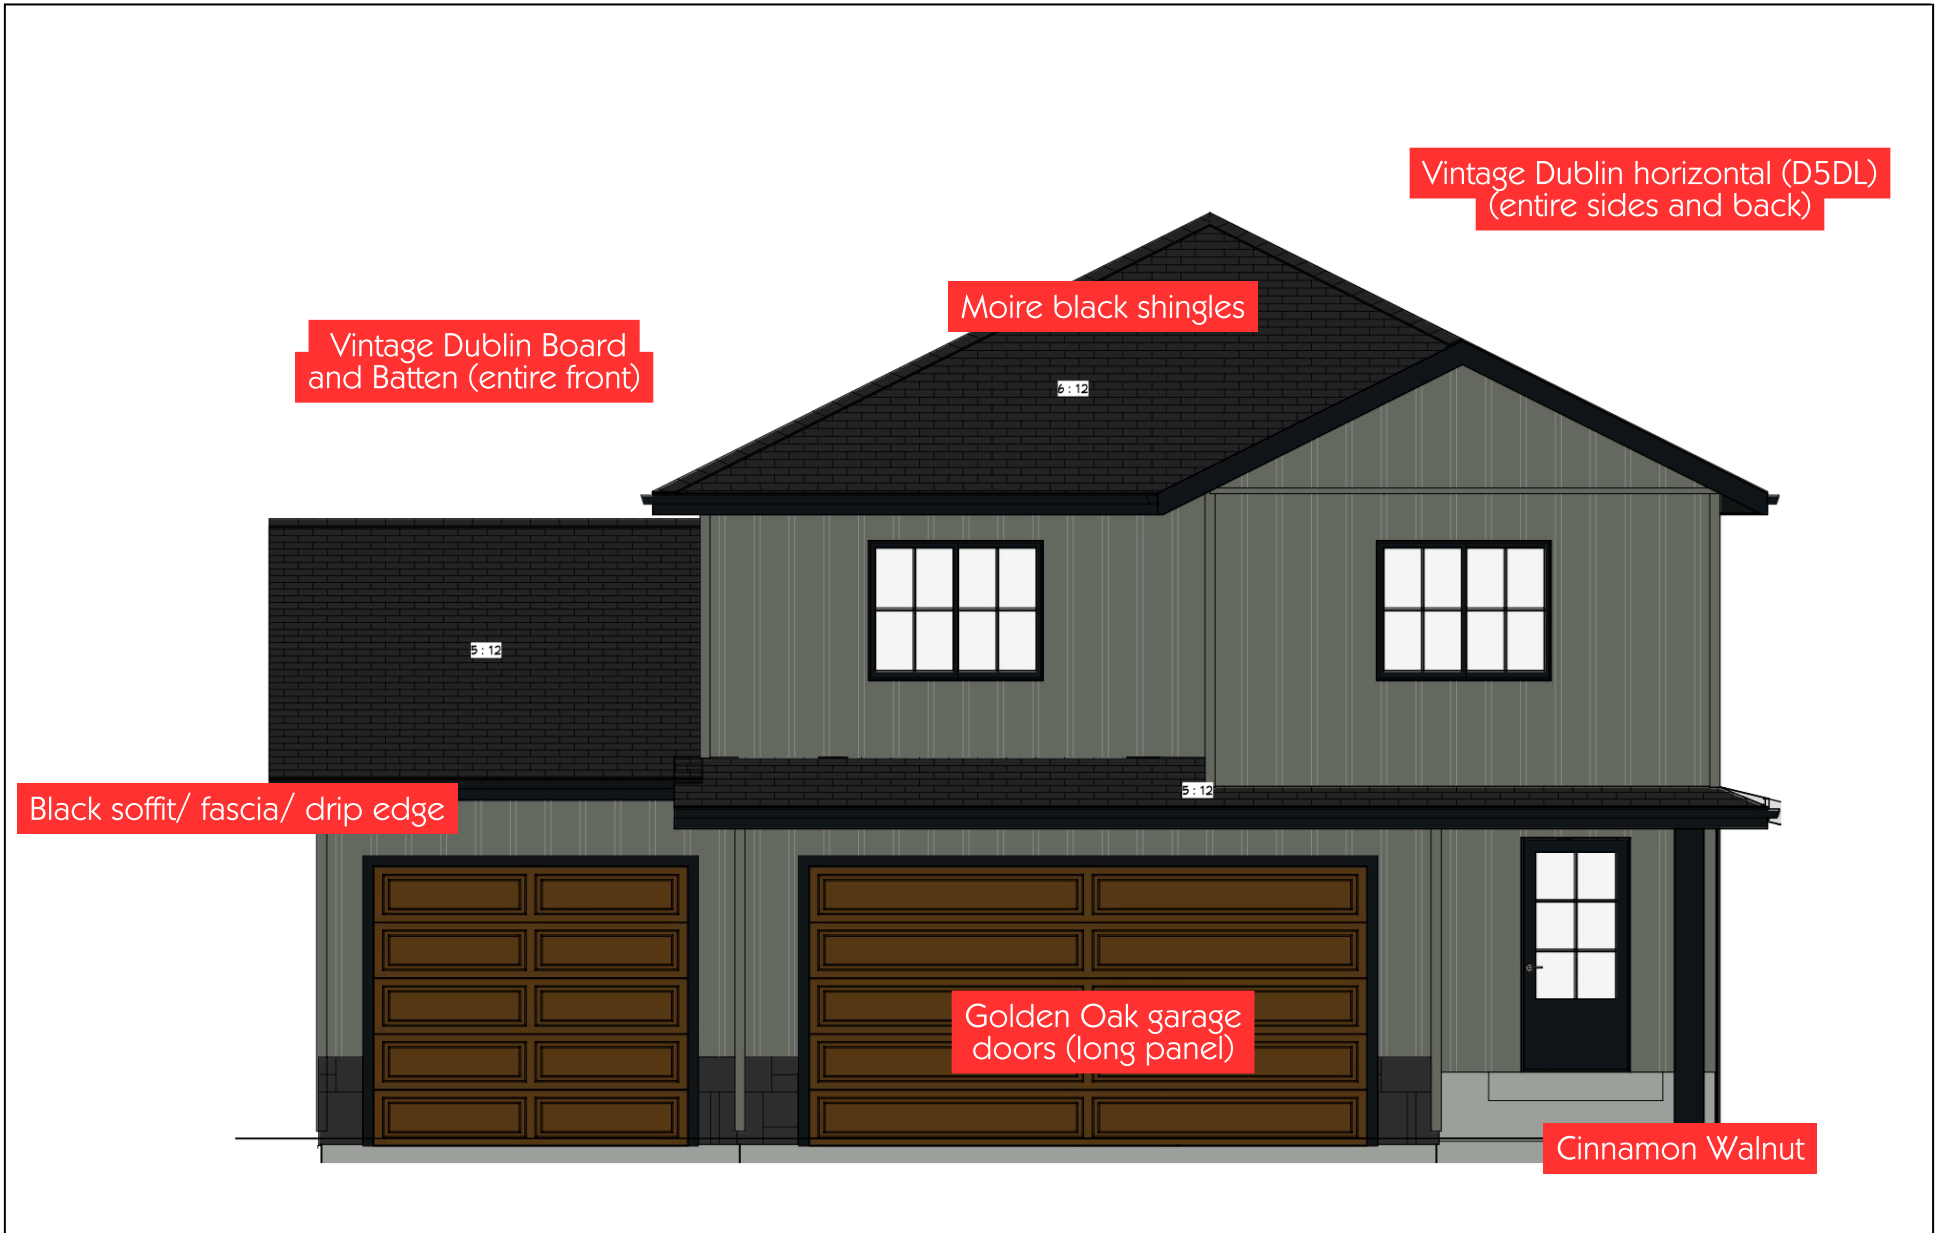 Vintage Dublin horizontal (D5DL)
(entire sides and back)
Moire black shingles
Vintage Dublin Board
and Batten (entire front)
6 : 12
5 : 12
5 : 12
Black soffit/ fascia/ drip edge
Golden Oak garage
doors (long panel)
Cinnamon Walnut